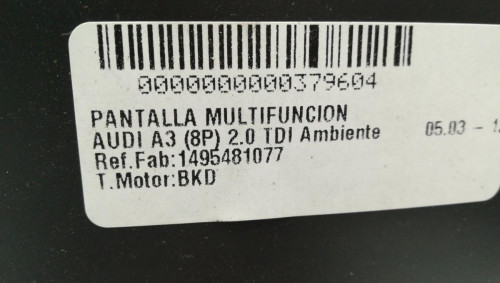 0000000000379604
PANTALLA MULTIFUNCION
AUDI A3 (8P) 2.0 TDI Ambiente 05.03 -
Ref.Fab:1495481077
T.Motor:BKD